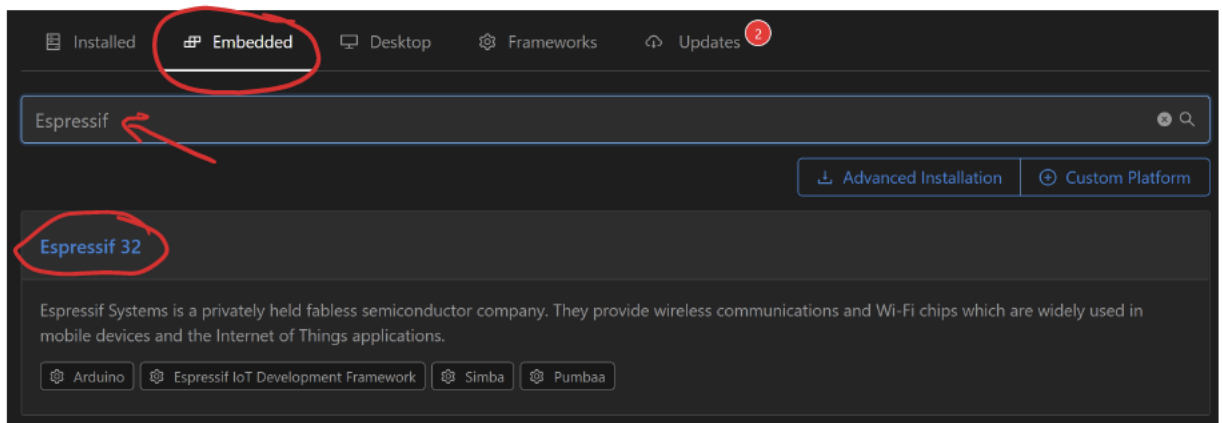 Installed Embedded Desktop Frameworks Updates 2
Espressif
Advanced Installation Custom Platform
Espressif 32
Espressif Systems is a privately held fabless semiconductor company. They provide wireless communications and Wi-Fi chips which are widely used in
mobile devices and the Internet of Things applications.
Arduino Espressif IoT Development Framework Simba Pumbaa